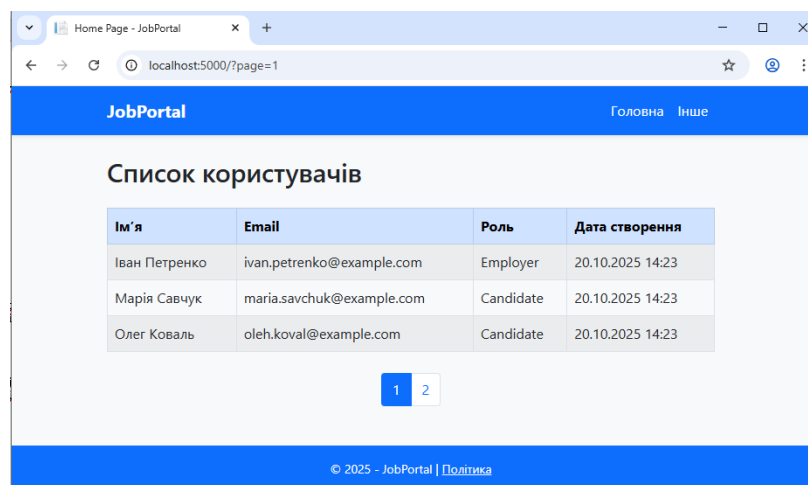 Home Page - JobPortal
localhost:5000/?page=1
JobPortal Головна Інше
Список користувачів
Ім'я Email Роль Дата створення
Іван Петренко ivan.petrenko@example.com Employer 20.10.2025 14:23
Марія Савчук maria.savchuk@example.com Candidate 20.10.2025 14:23
Олег Коваль oleh.koval@example.com Candidate 20.10.2025 14:23
1 2
© 2025 - JobPortal | Політика